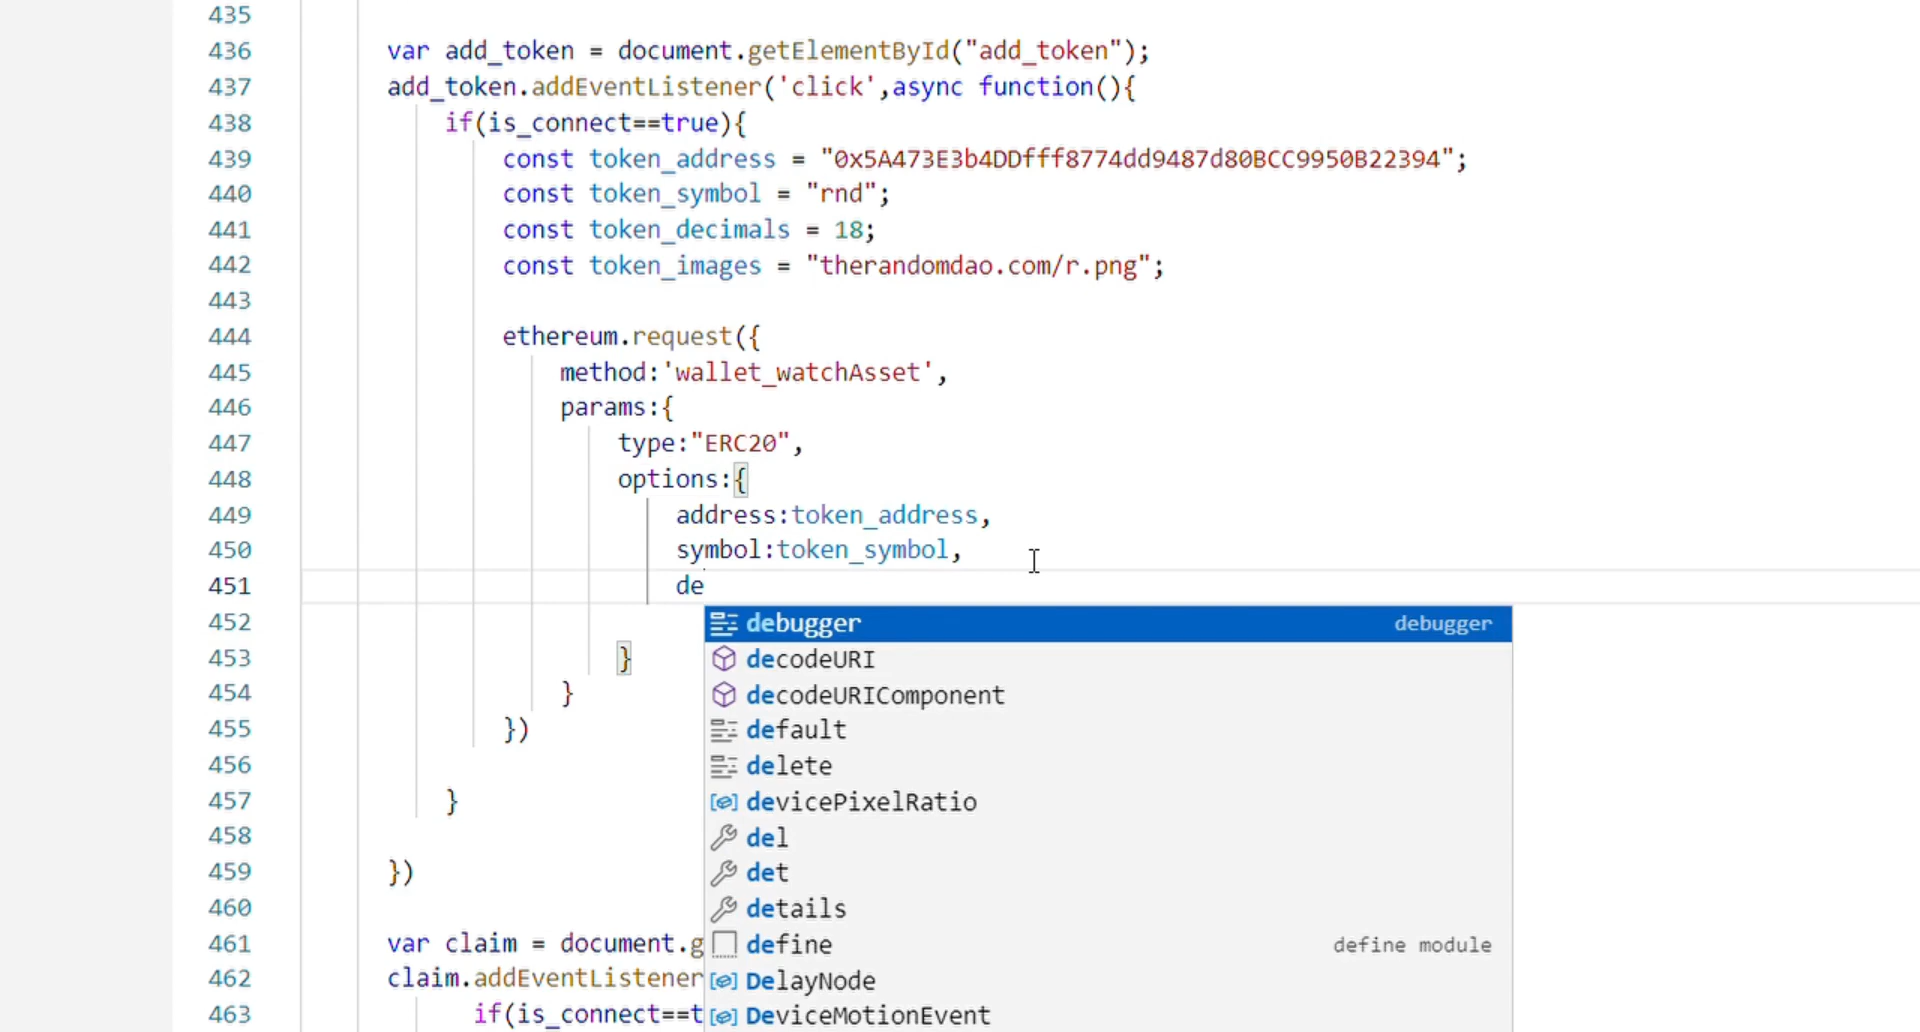 435
436 var add_token = document.getElementById("add_token");
437 add_token.addEventListener('click',async function(){
438 if(is_connect==true){
439 const token_address = "0x5A473E3b4DDfff8774dd9487d80BCC9950B22394";
440 const token_symbol = "rnd";
441 const token_decimals = 18;
442 const token_images = "therandomdao.com/r.png";
443
444 ethereum.request({
445 method:'wallet_watchAsset',
446 params:{
447 type:"ERC20",
448 options:{
449 address:token_address,
450 symbol:token_symbol,
451 de
452 debugger debugger
453 } decodeURI
454 } decodeURIComponent
455 }) default
456 delete
457 } devicePixelRatio
458 del
459 }) det
460 details
461 var claim = document.g define define module
462 claim.addEventListener DelayNode
463 if(is_connect==t DeviceMotionEvent